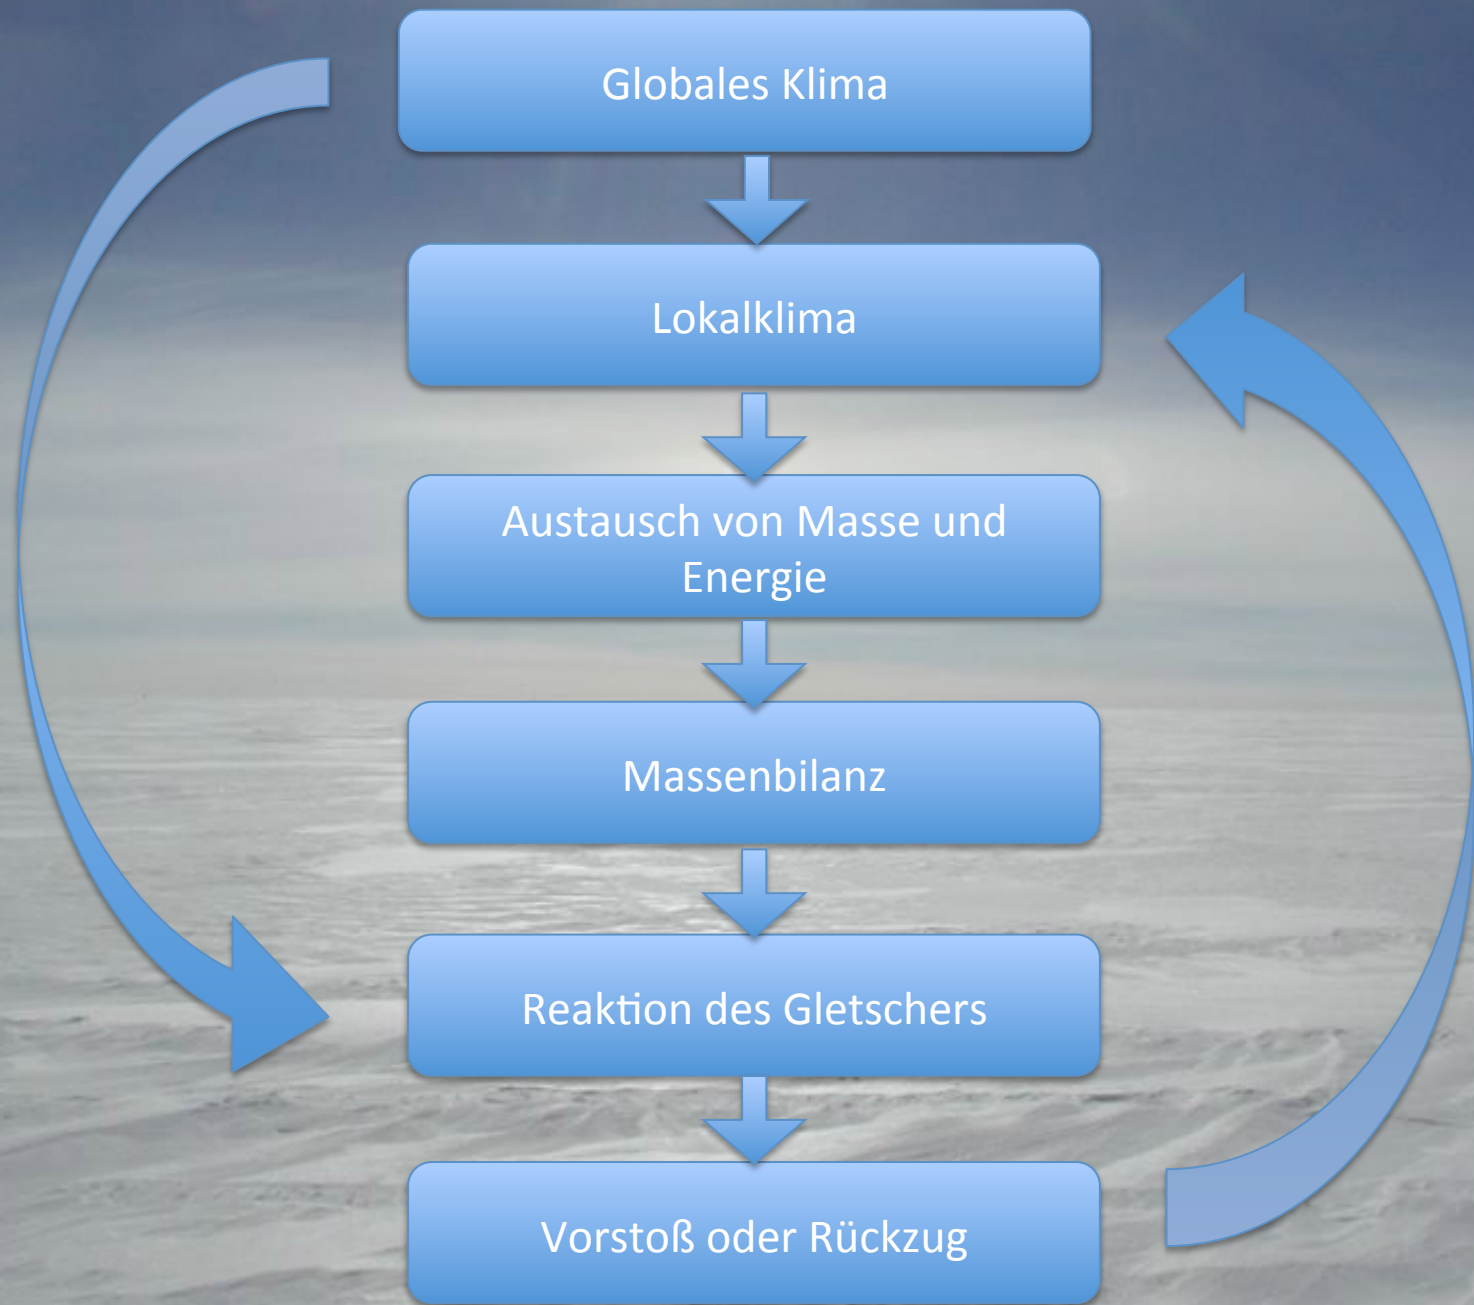 Globales Klima
Lokalklima
Austausch von Masse und
Energie
Massenbilanz
Reaktion des Gletschers
Vorstoß oder Rückzug